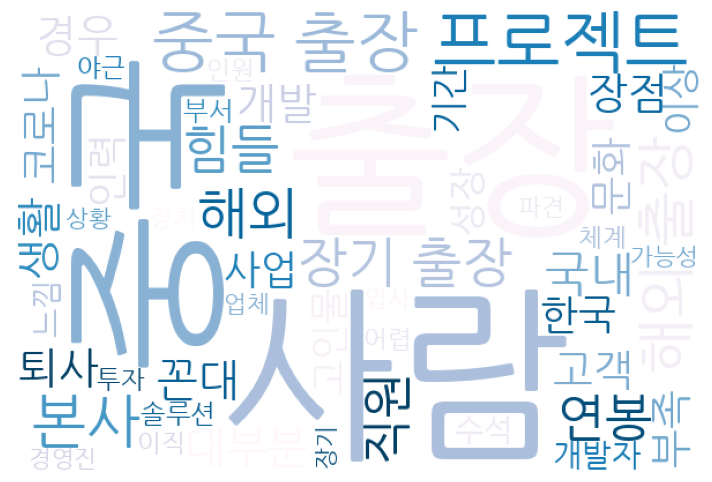 경우
중국 출장
프로젝트
야근
인원
코로나
중국
부서
개발
출장
기간
장점
이상
인력
힘들
성장
문화
해외 출장
생활
상황
정치
해외
파견
체계
가능성
느낌
사업
장기 출장
국내
업체
고인물
입사
한국
퇴사
투자
꼰대
사람
어렵
고객
본사
솔루션
직원
연봉
부족
이직
대부분
수석
경영진
장기
개발자